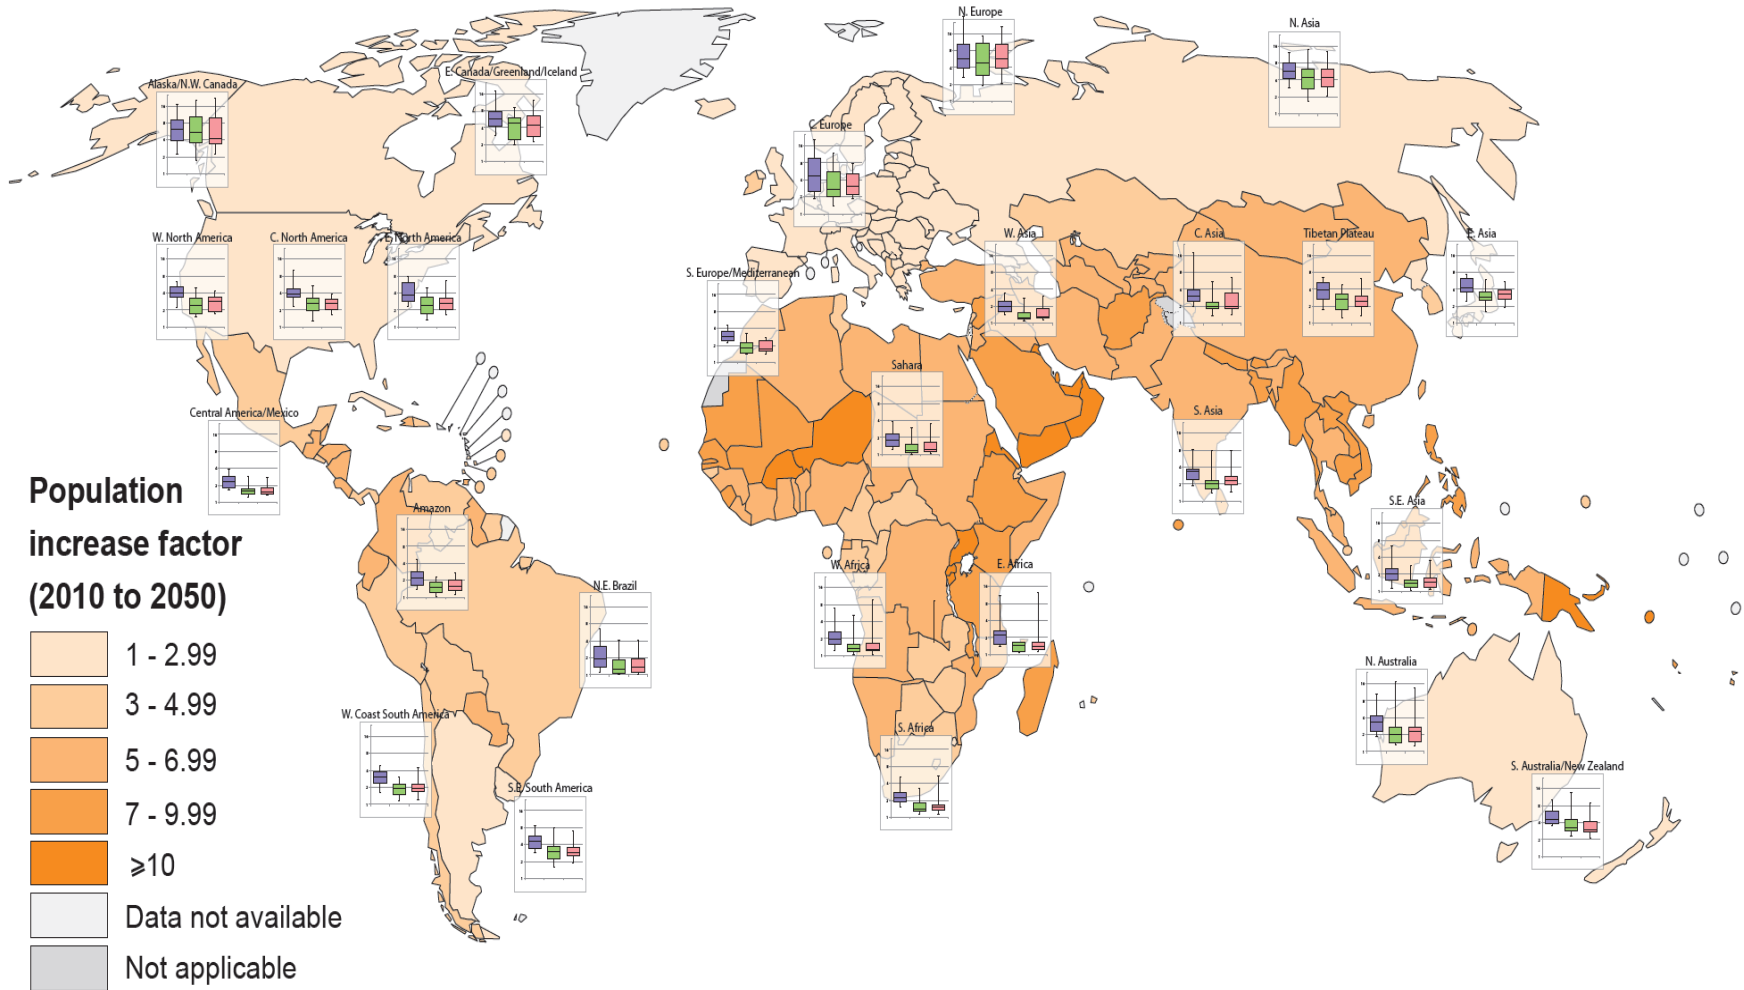 N. Europe
N. Asia
E. Canada/Greenland/Iceland
Alaska/N.W. Canada
C. Europe
W. North America
C. North America
E. North America
W. Asia
C. Asia
Tibetan Plateau
E. Asia
S. Europe/Mediterranean
Sahara
Central America/Mexico
S. Asia
Population
increase factor
(2010 to 2050)
1 - 2.99
3 - 4.99
5 - 6.99
7 - 9.99
⩾10
Data not available
Not applicable
Amazon
S.E. Asia
W. Africa
E. Africa
N.E. Brazil
N. Australia
W. Coast South America
S. Africa
S. Australia/New Zealand
S.E. South America